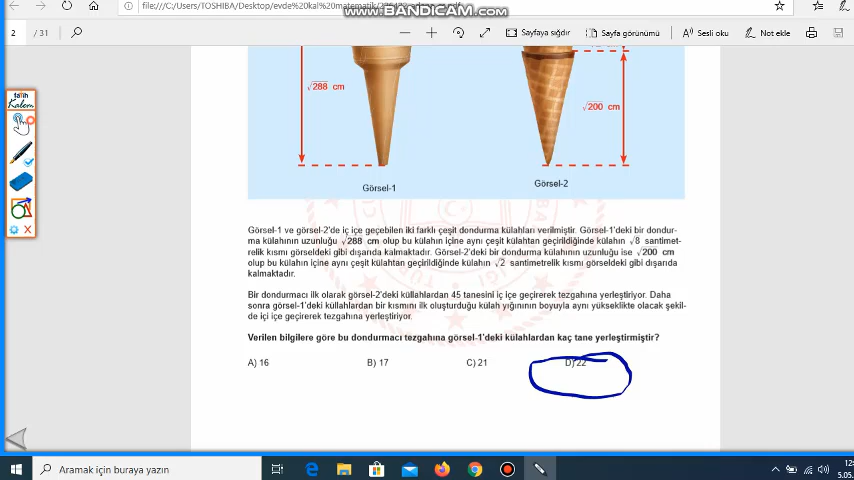 file:///C:/Users/TOSHIBA/Desktop/evde%20kal%20matematik/
www.BANDICAM.com
2 / 31
Sayfaya sığdır
Sayfa görünümü
Sesli oku
Not ekle
fatih
Kalem
√288 cm
√200 cm
Görsel-1
Görsel-2
Görsel-1 ve görsel-2'de iç içe geçebilen iki farklı çeşit dondurma külahları verilmiştir. Görsel-1'deki bir dondur-
ma külahının uzunluğu √288 cm olup bu külahın içine aynı çeşit külahtan geçirildiğinde külahın √8 santimet-
relik kısmı görseldeki gibi dışarıda kalmaktadır. Görsel-2'deki bir dondurma külahının uzunluğu ise √200 cm
olup bu külahın içine aynı çeşit külahtan geçirildiğinde külahın √2 santimetrelik kısmı görseldeki gibi dışarıda
kalmaktadır.
Bir dondurmacı ilk olarak görsel-2'deki küllahlardan 45 tanesini iç içe geçirerek tezgahına yerleştiriyor. Daha
sonra görsel-1'deki küllahlardan bir kısmını ilk oluşturduğu külah yığınının boyuyla aynı yükseklikte olacak şekil-
de içi içe geçirerek tezgahına yerleştiriyor.
Verilen bilgilere göre bu dondurmacı tezgahına görsel-1'deki külahlardan kaç tane yerleştirmiştir?
A) 16 B) 17 C) 21 D) 22
Aramak için buraya yazın